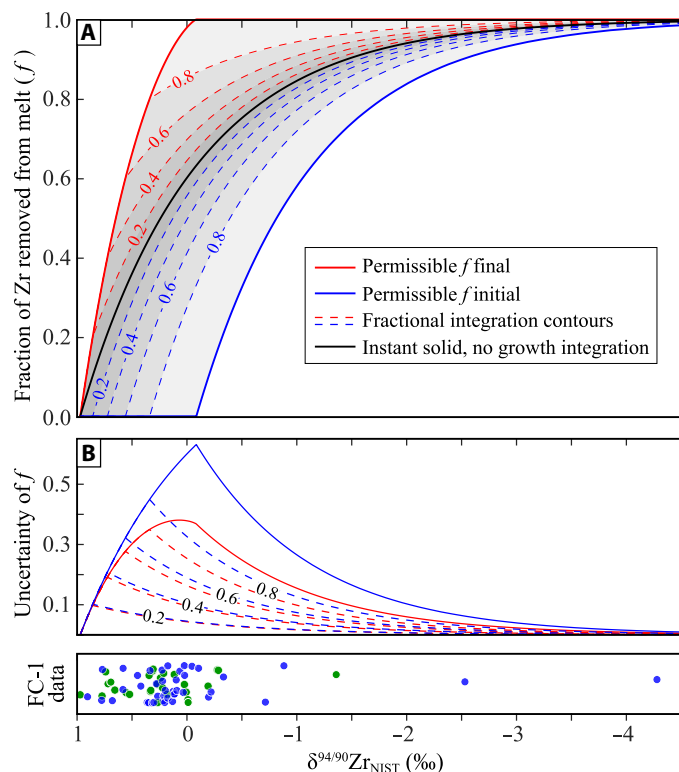 A
1.0
0.8
0.6
0.4
0.2
0.0
Fraction of Zr removed from melt (f)
0.8
0.6
0.4
0.2
0.2
0.4
0.6
0.8
Permissible f final
Permissible f initial
Fractional integration contours
Instant solid, no growth integration
B
0.5
0.3
0.1
Uncertainty of f
0.2
0.4
0.6
0.8
FC-1
data
1 0 −1 −2 −3 −4
δ94/90ZrNIST (‰)